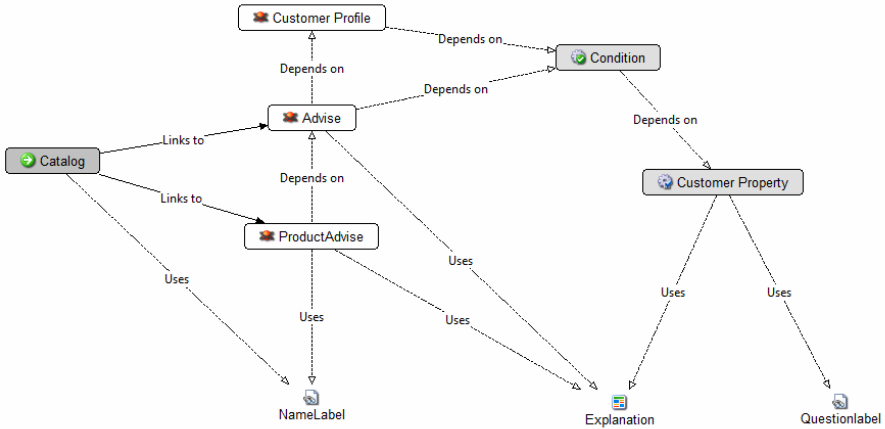 Customer Profile
Depends on
Condition
Depends on
Depends on
Advise
Depends on
Links to
Catalog
Depends on
Customer Property
Links to
ProductAdvise
Uses
Uses
Uses
Uses
Uses
Uses
NameLabel
Explanation
Questionlabel